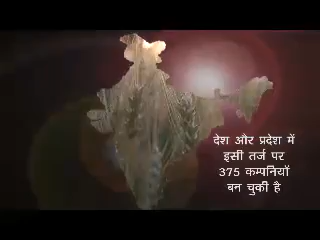 देश और प्रदेश में
इसी तर्ज पर
375 कम्पनियाँ
बन चुकी है